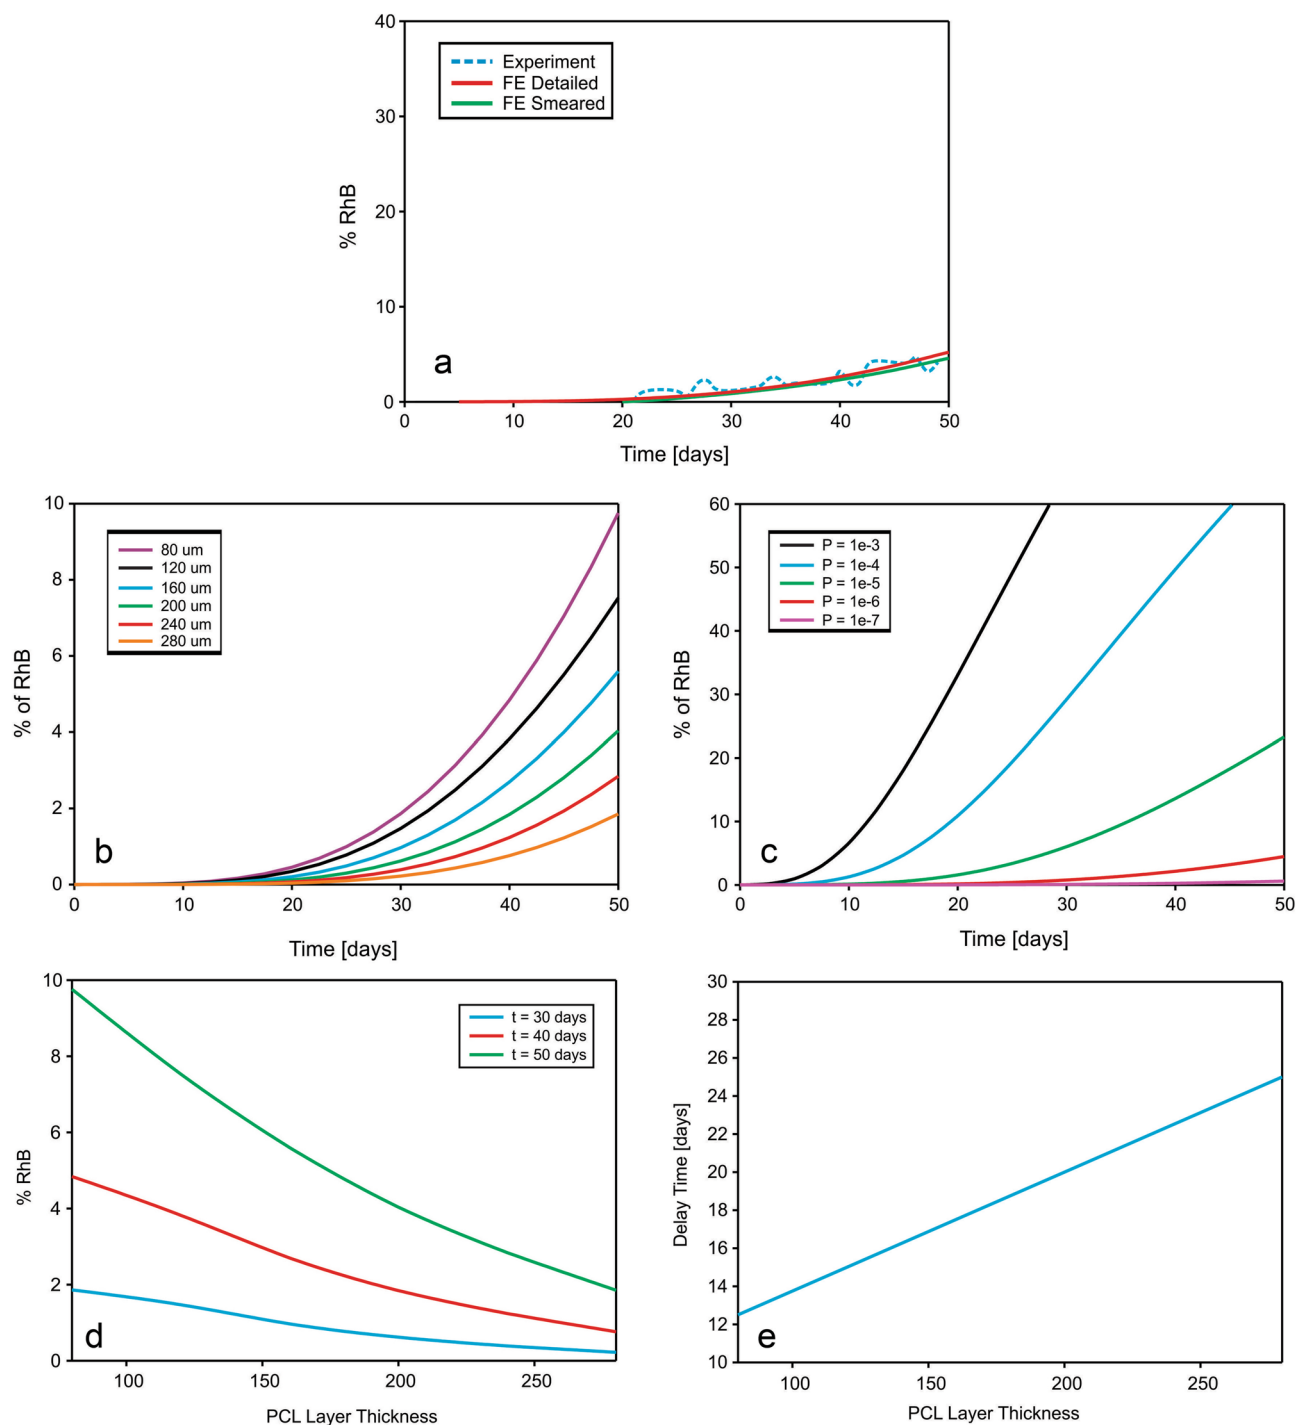 40
30
20
10
0
% RhB
Experiment
FE Detailed
FE Smeared
a
0 10 20 30 40 50
Time [days]
10
8
6
4
2
0
% of RhB
80 um
120 um
160 um
200 um
240 um
280 um
b
0 10 20 30 40 50
Time [days]
60
50
40
30
20
10
0
% of RhB
P = 1e-3
P = 1e-4
P = 1e-5
P = 1e-6
P = 1e-7
c
0 10 20 30 40 50
Time [days]
10
8
6
4
2
0
% RhB
t = 30 days
t = 40 days
t = 50 days
d
100 150 200 250
PCL Layer Thickness
30
28
26
24
22
20
18
16
14
12
10
Delay Time [days]
e
100 150 200 250
PCL Layer Thickness